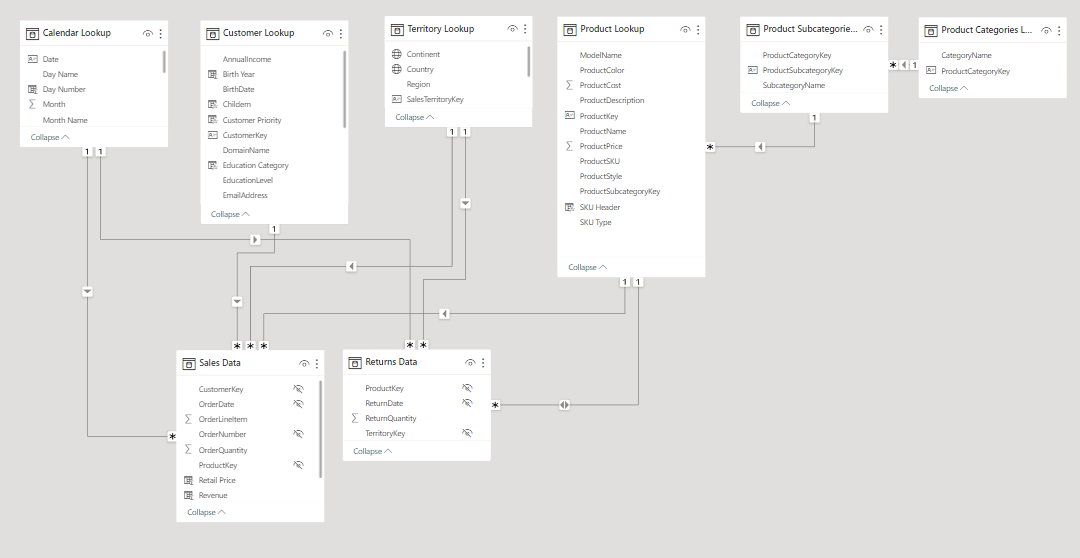 Calendar Lookup
Date
Day Name
Day Number
Month
Month Name
Collapse
Customer Lookup
AnnualIncome
Birth Year
BirthDate
Childern
Customer Priority
CustomerKey
DomainName
Education Category
EducationLevel
EmailAddress
Collapse
Territory Lookup
Continent
Country
Region
SalesTerritoryKey
Collapse
Product Lookup
ModelName
ProductColor
ProductCost
ProductDescription
ProductKey
ProductName
ProductPrice
ProductSKU
ProductStyle
ProductSubcategoryKey
SKU Header
SKU Type
Collapse
Product Subcategorie...
ProductCategoryKey
ProductSubcategoryKey
SubcategoryName
Collapse
Product Categories L...
CategoryName
ProductCategoryKey
Collapse
* 1
1
*
1 1
1
1 1
1 1
* * *
* *
*
*
Sales Data
CustomerKey
OrderDate
OrderLineItem
OrderNumber
OrderQuantity
ProductKey
Retail Price
Revenue
Collapse
Returns Data
ProductKey
ReturnDate
ReturnQuantity
TerritoryKey
Collapse